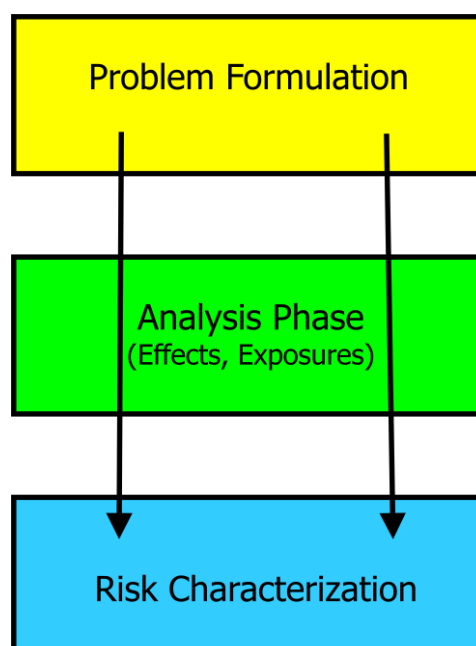 Problem Formulation
Analysis Phase
(Effects, Exposures)
Risk Characterization